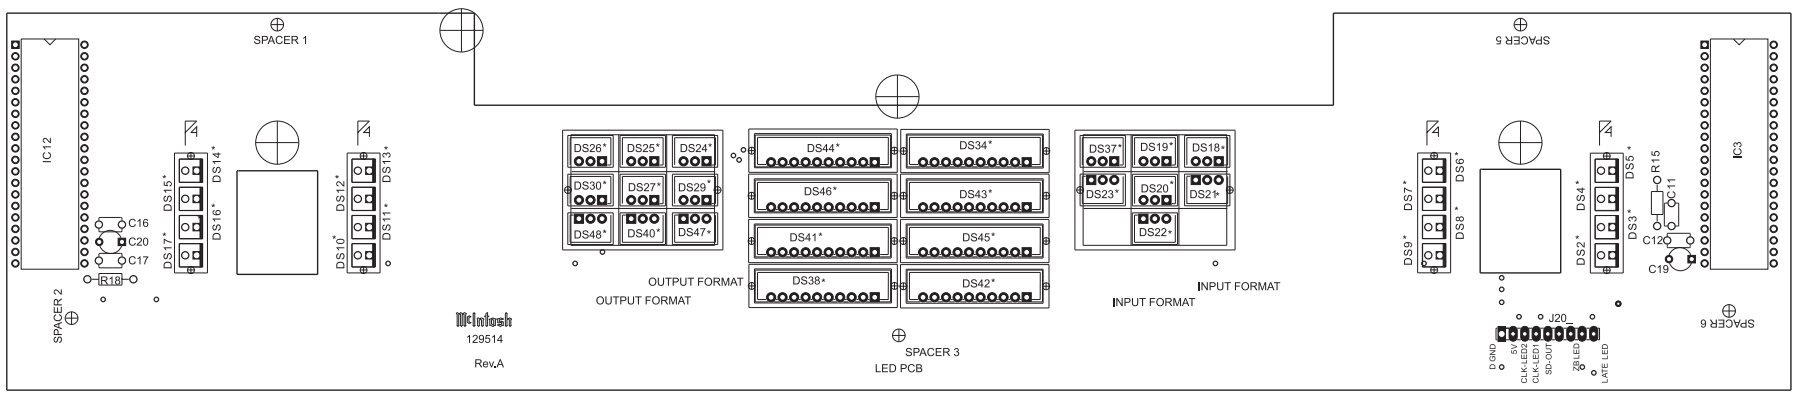 SPACER 1
SPACER 5
IC12
IC3
DS14*
DS15*
DS16*
DS17*
DS13*
DS12*
DS11*
DS10*
C16
C20
C17
R18
SPACER 2
DS26* DS25* DS24*
DS30* DS27* DS29*
DS48* DS40* DS47*
DS44* DS34*
DS46* DS43*
DS41* DS45*
DS38* DS42*
DS37* DS19* DS18*
DS23* DS20* DS21*
DS22*
OUTPUT FORMAT
OUTPUT FORMAT
INPUT FORMAT
INPUT FORMAT
DS6*
DS7*
DS8*
DS9*
DS5*
DS4*
DS3*
DS2*
R15
C11
C12
C19
SPACER 6
McIntosh
129514
Rev.A
SPACER 3
LED PCB
J20_
D GND
5V
CLK-LED2
CLK-LED1
SD-OUT
ZB LED
LATE LED